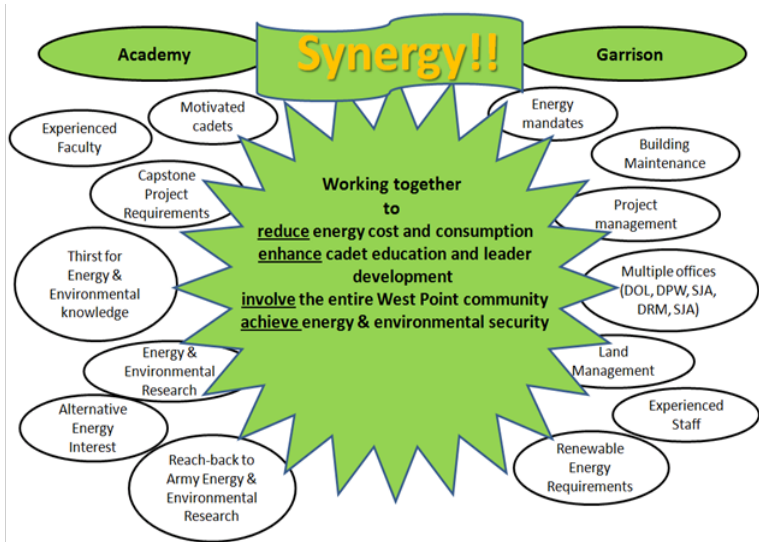 Academy
Synergy!!
Garrison
Motivated
cadets
Experienced
Faculty
Capstone
Project
Requirements
Thirst for
Energy &
Environmental
knowledge
Energy &
Environmental
Research
Alternative
Energy
Interest
Reach-back to
Army Energy &
Environmental
Research
Working together
to
reduce energy cost and consumption
enhance cadet education and leader
development
involve the entire West Point community
achieve energy & environmental security
Energy
mandates
Building
Maintenance
Project
management
Multiple offices
(DOL, DPW, SJA,
DRM, SJA)
Land
Management
Experienced
Staff
Renewable
Energy
Requirements